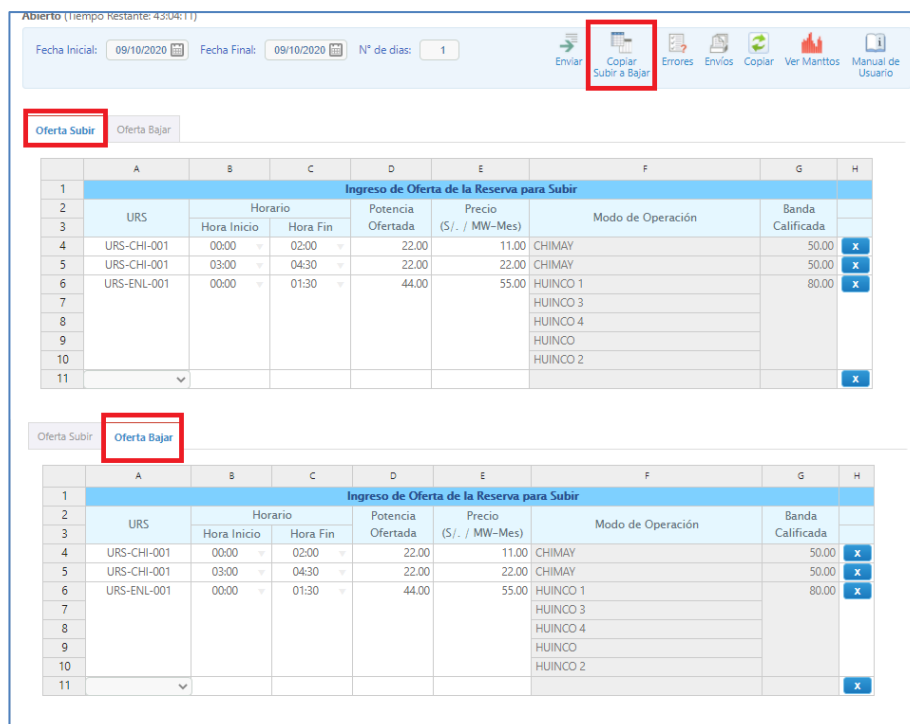 Abierto (Tiempo Restante: 43:04:11)
Fecha Inicial: 09/10/2020 Fecha Final: 09/10/2020 N° de dias: 1
Enviar Copiar Subir a Bajar Errores Envíos Copiar Ver Manttos Manual de Usuario
Oferta Subir Oferta Bajar
A B C D E F G H
1 Ingreso de Oferta de la Reserva para Subir
2 URS Horario Potencia Precio Modo de Operación Banda
3 Hora Inicio Hora Fin Ofertada (S/. / MW-Mes) Calificada
4 URS-CHI-001 00:00 02:00 22.00 11.00 CHIMAY 50.00 x
5 URS-CHI-001 03:00 04:30 22.00 22.00 CHIMAY 50.00 x
6 URS-ENL-001 00:00 01:30 44.00 55.00 HUINCO 1 80.00 x
7 HUINCO 3
8 HUINCO 4
9 HUINCO
10 HUINCO 2
11 x
Oferta Subir Oferta Bajar
A B C D E F G H
1 Ingreso de Oferta de la Reserva para Subir
2 URS Horario Potencia Precio Modo de Operación Banda
3 Hora Inicio Hora Fin Ofertada (S/. / MW-Mes) Calificada
4 URS-CHI-001 00:00 02:00 22.00 11.00 CHIMAY 50.00 x
5 URS-CHI-001 03:00 04:30 22.00 22.00 CHIMAY 50.00 x
6 URS-ENL-001 00:00 01:30 44.00 55.00 HUINCO 1 80.00 x
7 HUINCO 3
8 HUINCO 4
9 HUINCO
10 HUINCO 2
11 x